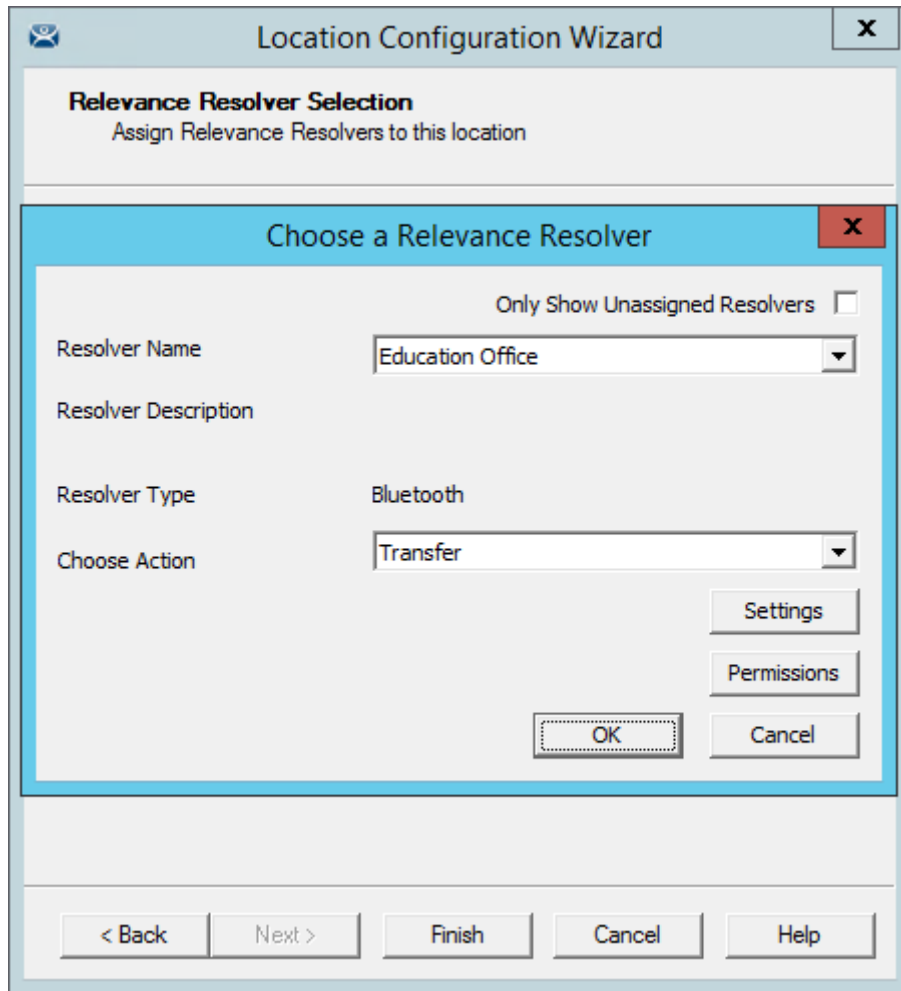 Location Configuration Wizard
x
Relevance Resolver Selection
Assign Relevance Resolvers to this location
Choose a Relevance Resolver
x
Only Show Unassigned Resolvers
Resolver Name
Education Office
Resolver Description
Resolver Type
Bluetooth
Choose Action
Transfer
Settings
Permissions
OK
Cancel
< Back
Next >
Finish
Cancel
Help